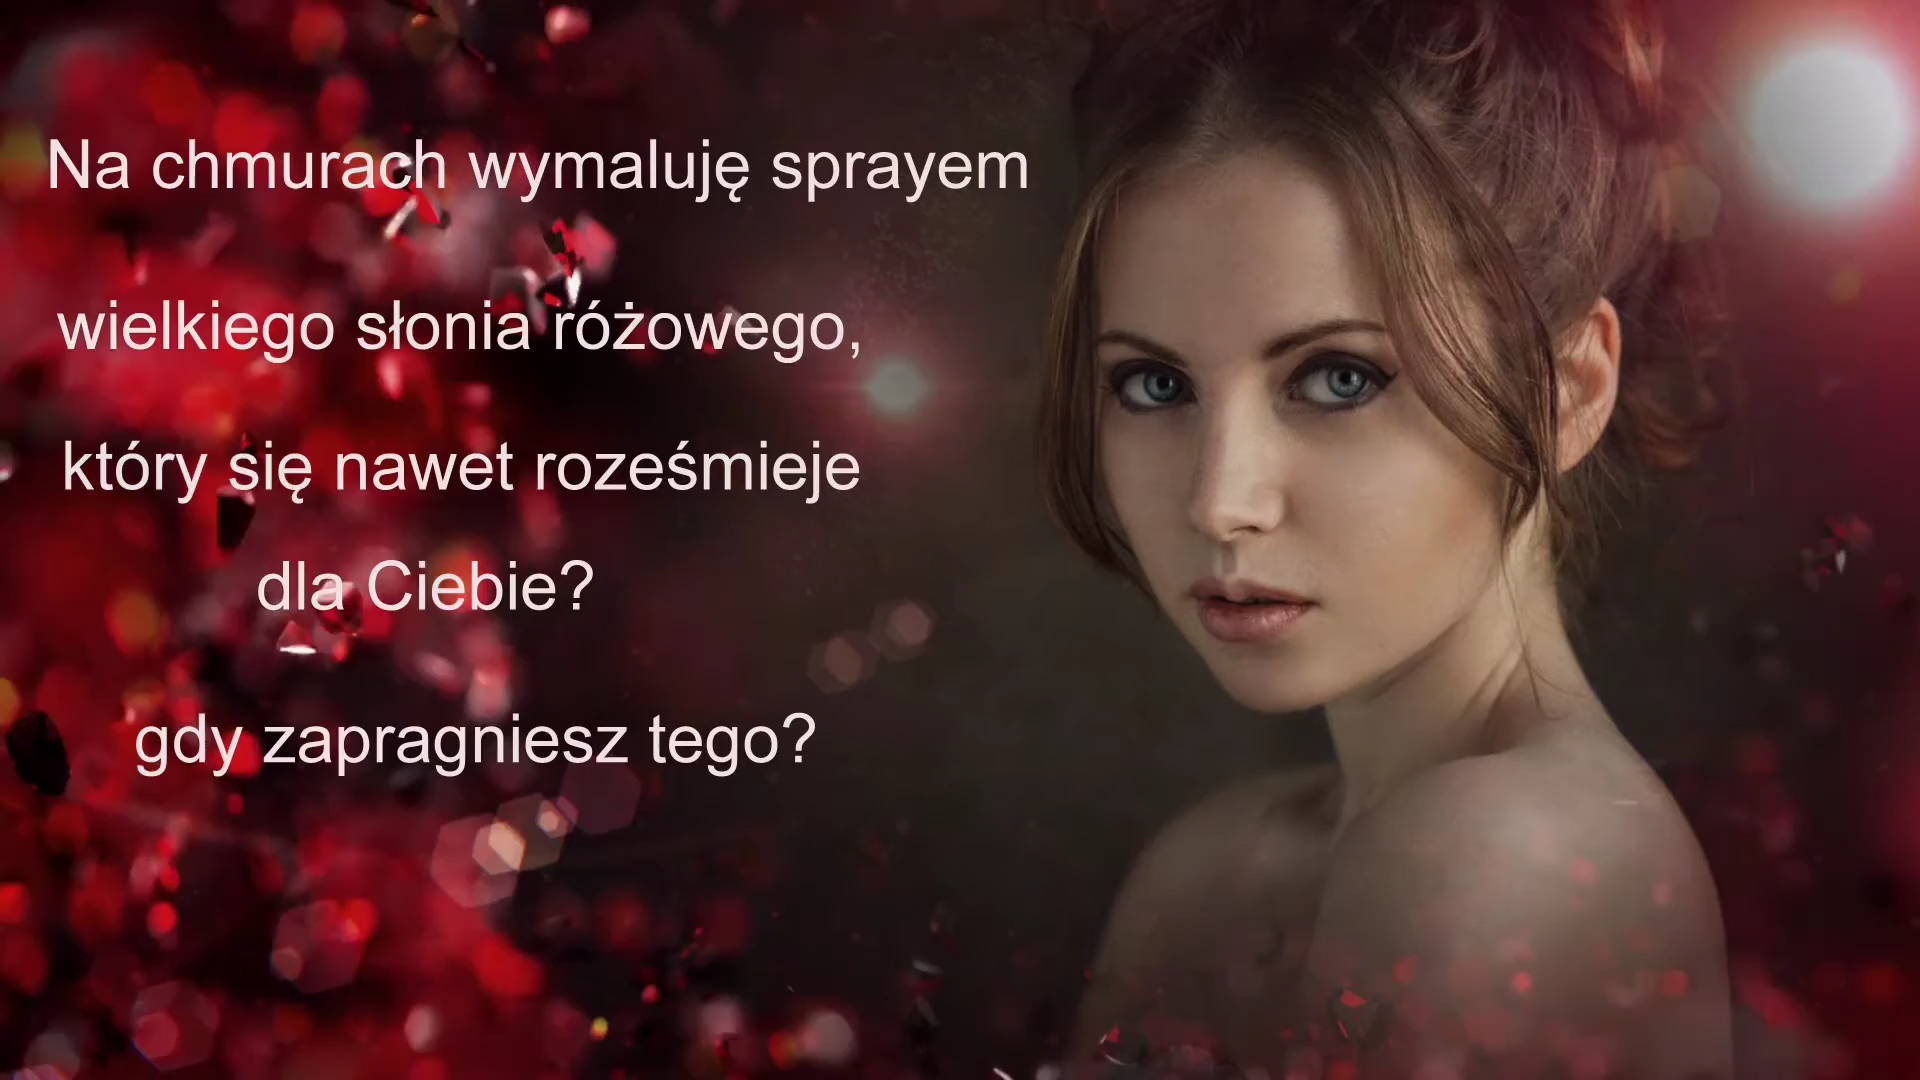 Na chmurach wymaluję sprayem
wielkiego słonia różowego,
który się nawet roześmieje
dla Ciebie?
gdy zapragniesz tego?